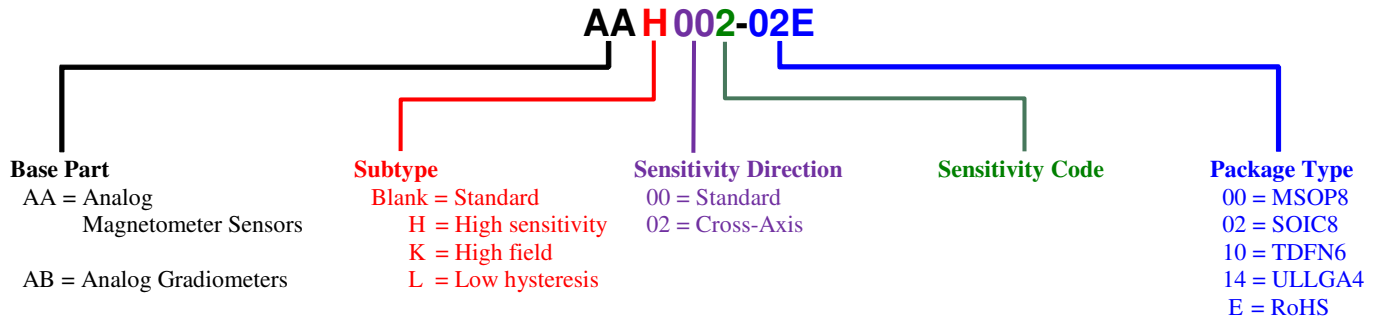 AAH002-02E
Base Part
AA = Analog
Magnetometer Sensors
AB = Analog Gradiometers
Subtype
Blank = Standard
H = High sensitivity
K = High field
L = Low hysteresis
Sensitivity Direction
00 = Standard
02 = Cross-Axis
Sensitivity Code
Package Type
00 = MSOP8
02 = SOIC8
10 = TDFN6
14 = ULLGA4
E = RoHS